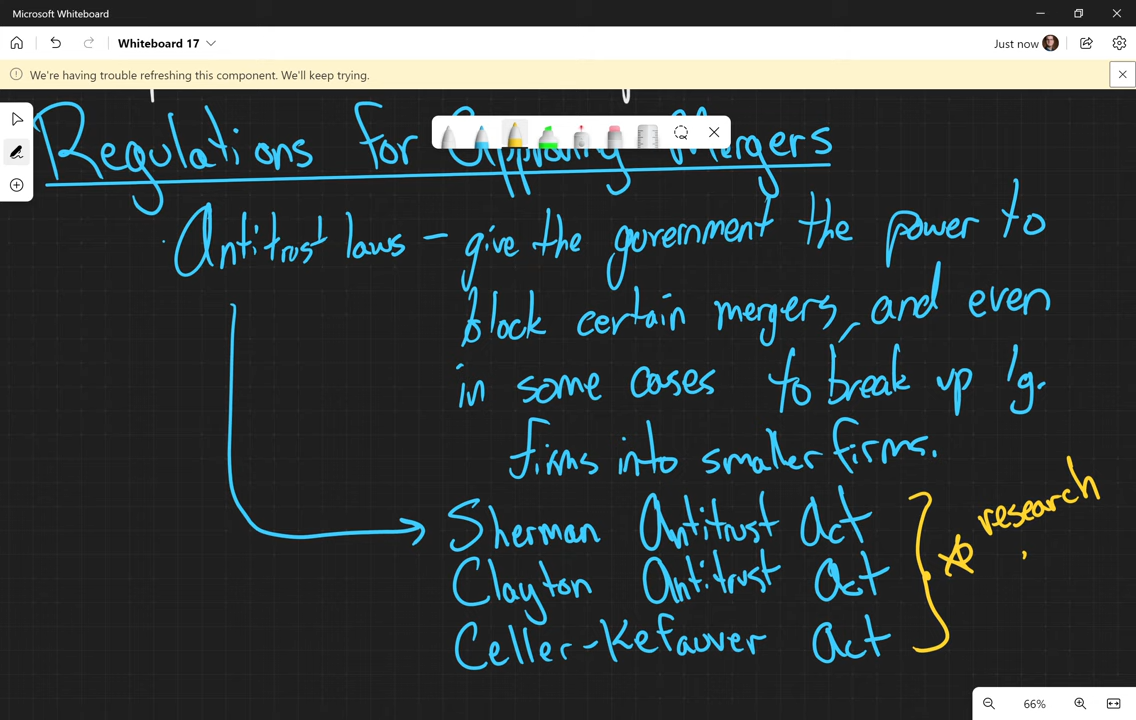 Microsoft Whiteboard
Whiteboard 17
Just now
We're having trouble refreshing this component. We'll keep trying.
Regulations for Approving Mergers
Antitrust laws - give the government the power to
block certain mergers, and even
in some cases to break up lg.
firms into smaller firms.
Sherman Antitrust Act
Clayton Antitrust Act
Celler-Kefauver Act
research
66%